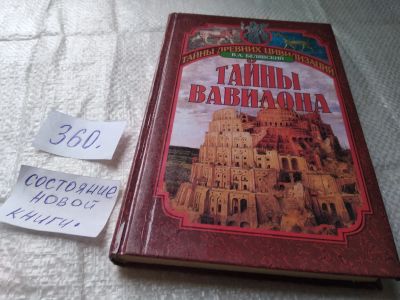 ТАЙНЫ ДРЕВНИХ ЦИВИЛИЗАЦИЙ
В.А. БЕЛЯВСКИЙ
ТАЙНЫ
ВАВИЛОНА
360.
состояние
новой
книги.